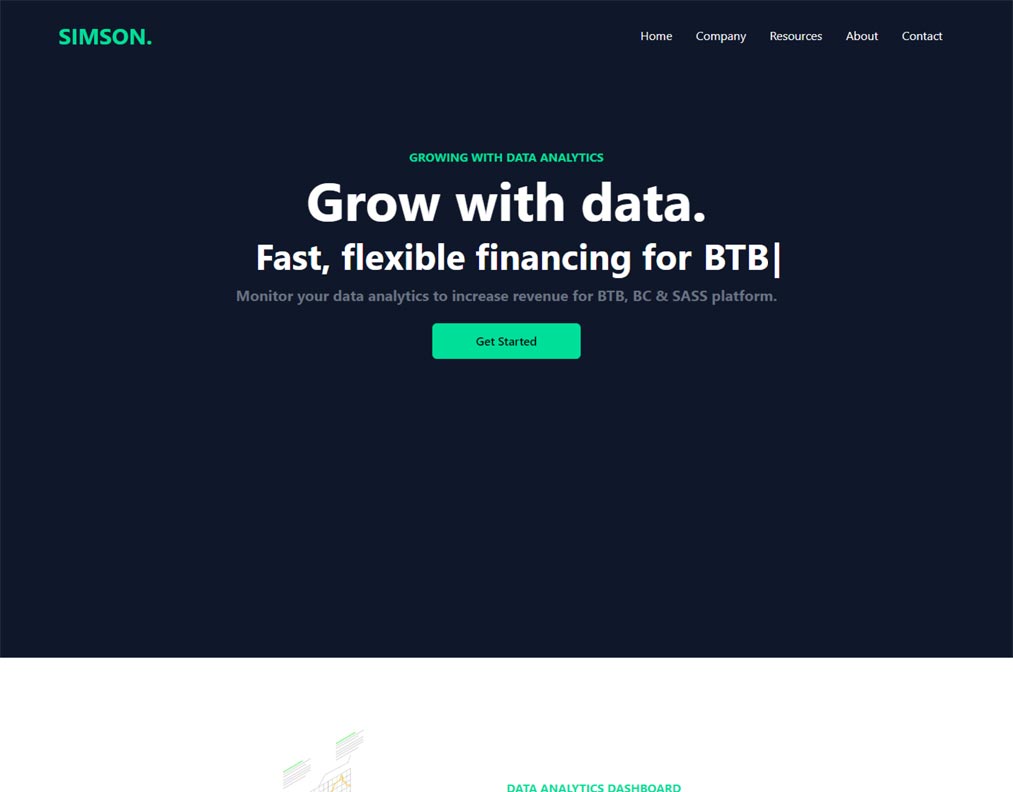 SIMSON.
Home Company Resources About Contact
GROWING WITH DATA ANALYTICS
Grow with data.
Fast, flexible financing for BTB|
Monitor your data analytics to increase revenue for BTB, BC & SASS platform.
Get Started
DATA ANALYTICS DASHBOARD